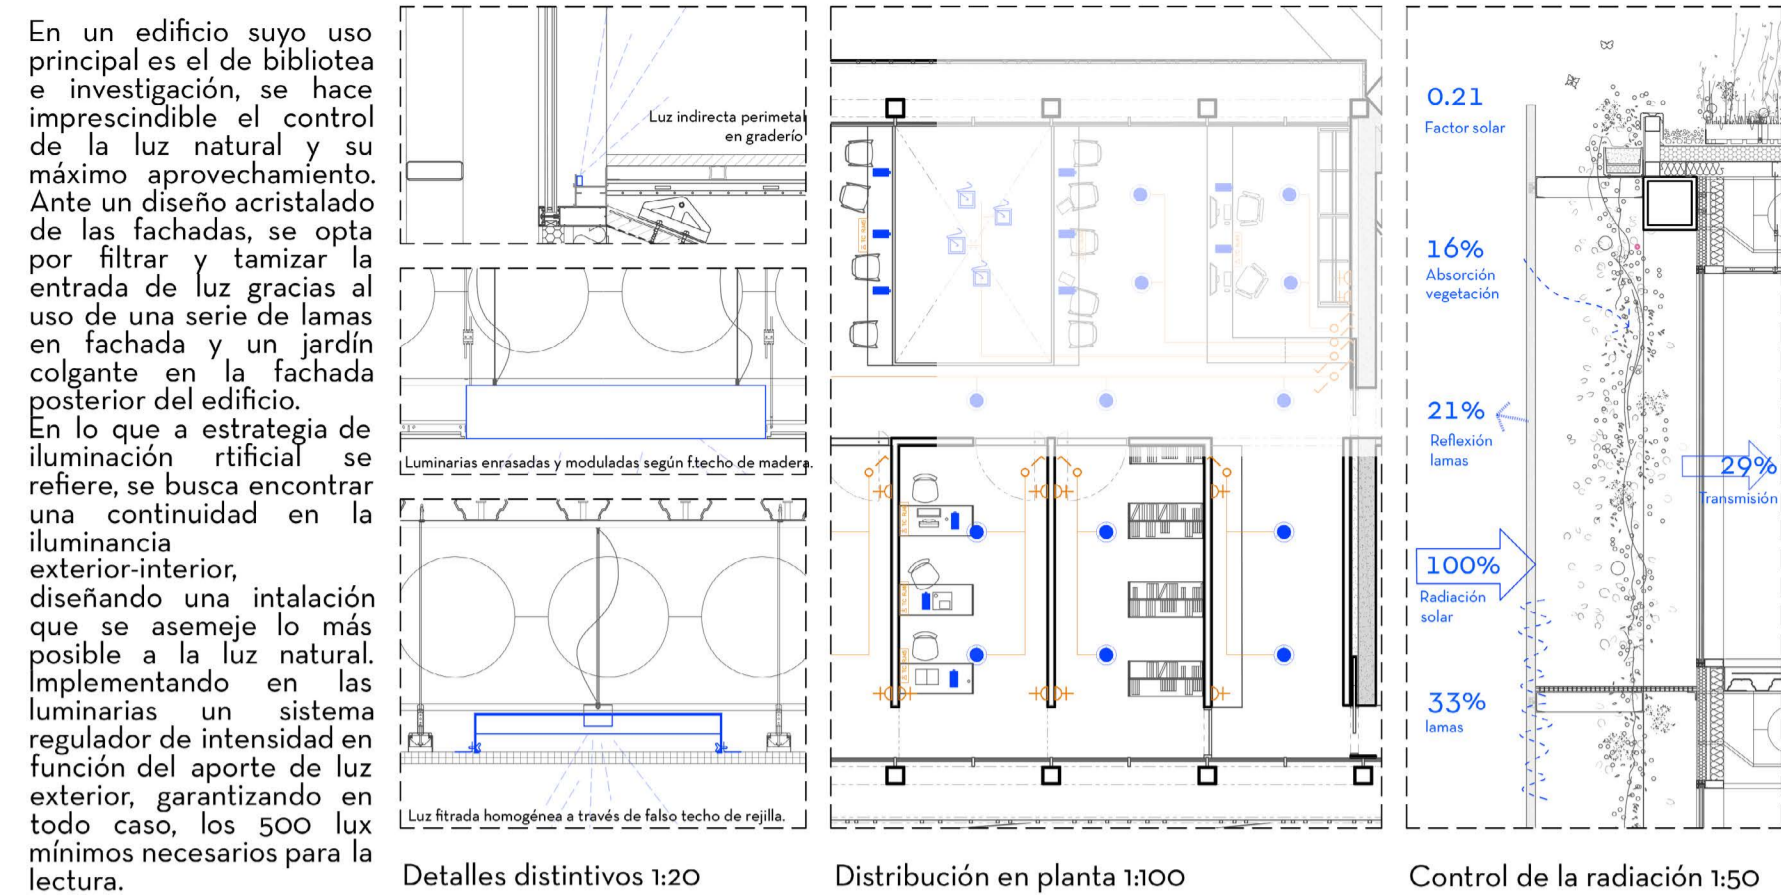 En un edificio suyo uso
principal es el de bibliotea
e investigación, se hace
imprescindible el control
de la luz natural y su
máximo aprovechamiento.
Ante un diseño acristalado
de las fachadas, se opta
por filtrar y tamizar la
entrada de luz gracias al
uso de una serie de lamas
en fachada y un jardín
colgante en la fachada
posterior del edificio.
En lo que a estrategia de
iluminación rtificial se
refiere, se busca encontrar
una continuidad en la
iluminancia
exterior-interior,
diseñando una intalación
que se asemeje lo más
posible a la luz natural.
Implementando en las
luminarias un sistema
regulador de intensidad en
función del aporte de luz
exterior, garantizando en
todo caso, los 500 lux
mínimos necesarios para la
lectura.
Luz indirecta perimetal
en graderío
Luminarias enrasadas y moduladas según f.techo de madera.
Luz fitrada homogénea a través de falso techo de rejilla.
Detalles distintivos 1:20
Distribución en planta 1:100
0.21
Factor solar
16%
Absorción
vegetación
21%
Reflexión
lamas
29%
Transmisión
100%
Radiación
solar
33%
lamas
Control de la radiación 1:50